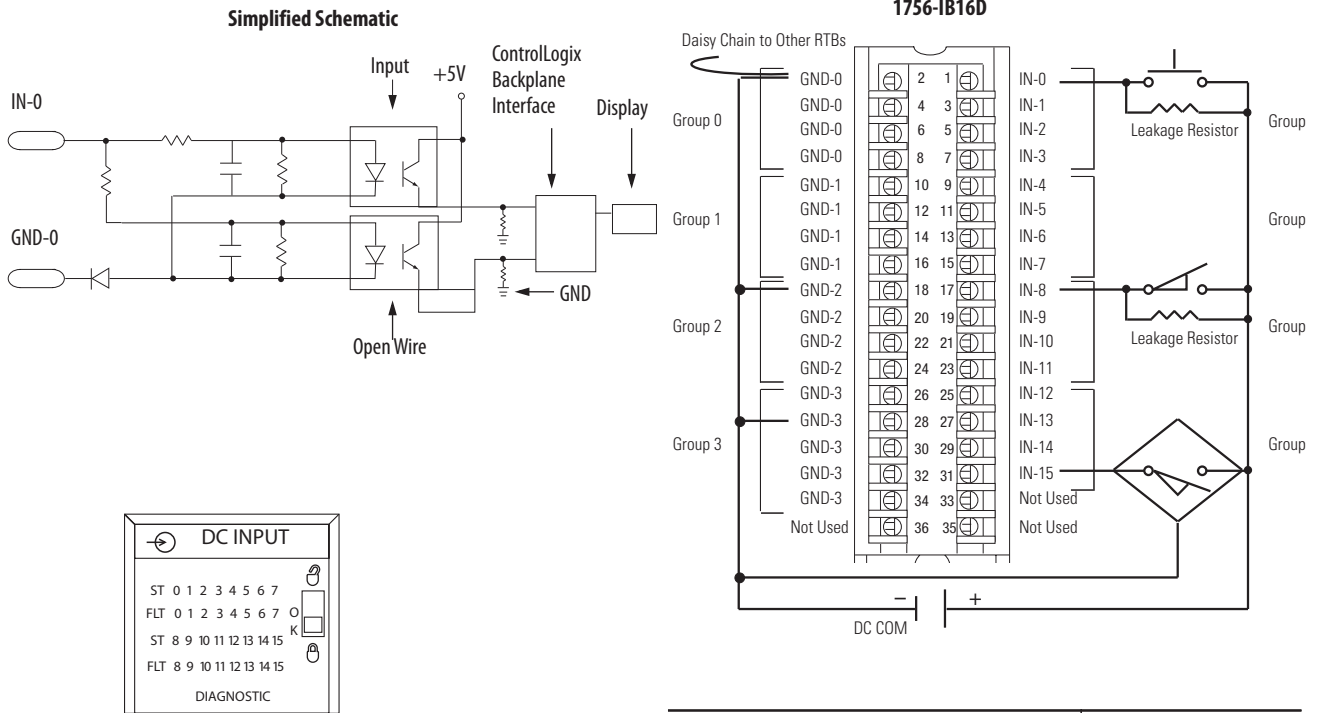 Simplified Schematic
Input
+5V
ControlLogix
Backplane
Interface
Display
IN-0
GND-0
GND
Open Wire
DC INPUT
ST 0 1 2 3 4 5 6 7
FLT 0 1 2 3 4 5 6 7
O
K
ST 8 9 10 11 12 13 14 15
FLT 8 9 10 11 12 13 14 15
DIAGNOSTIC
1756-IB16D
Daisy Chain to Other RTBs
GND-0 2 1 IN-0
GND-0 4 3 IN-1
Group 0
Leakage Resistor
Group
GND-0 6 5 IN-2
GND-0 8 7 IN-3
GND-1 10 9 IN-4
GND-1 12 11 IN-5
Group 1
Group
GND-1 14 13 IN-6
GND-1 16 15 IN-7
GND-2 18 17 IN-8
GND-2 20 19 IN-9
Group 2
Group
GND-2 22 21 IN-10
Leakage Resistor
GND-2 24 23 IN-11
GND-3 26 25 IN-12
GND-3 28 27 IN-13
Group 3
Group
GND-3 30 29 IN-14
GND-3 32 31 IN-15
GND-3 34 33 Not Used
Not Used 36 35 Not Used
– +
DC COM